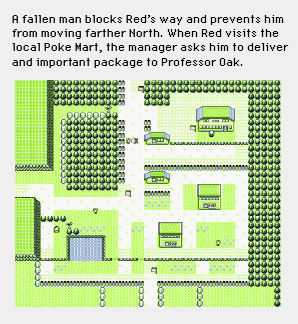 A fallen man blocks Red's way and prevents him
from moving farther North. When Red visits the
local Poke Mart, the manager asks him to deliver
and important package to Professor Oak.